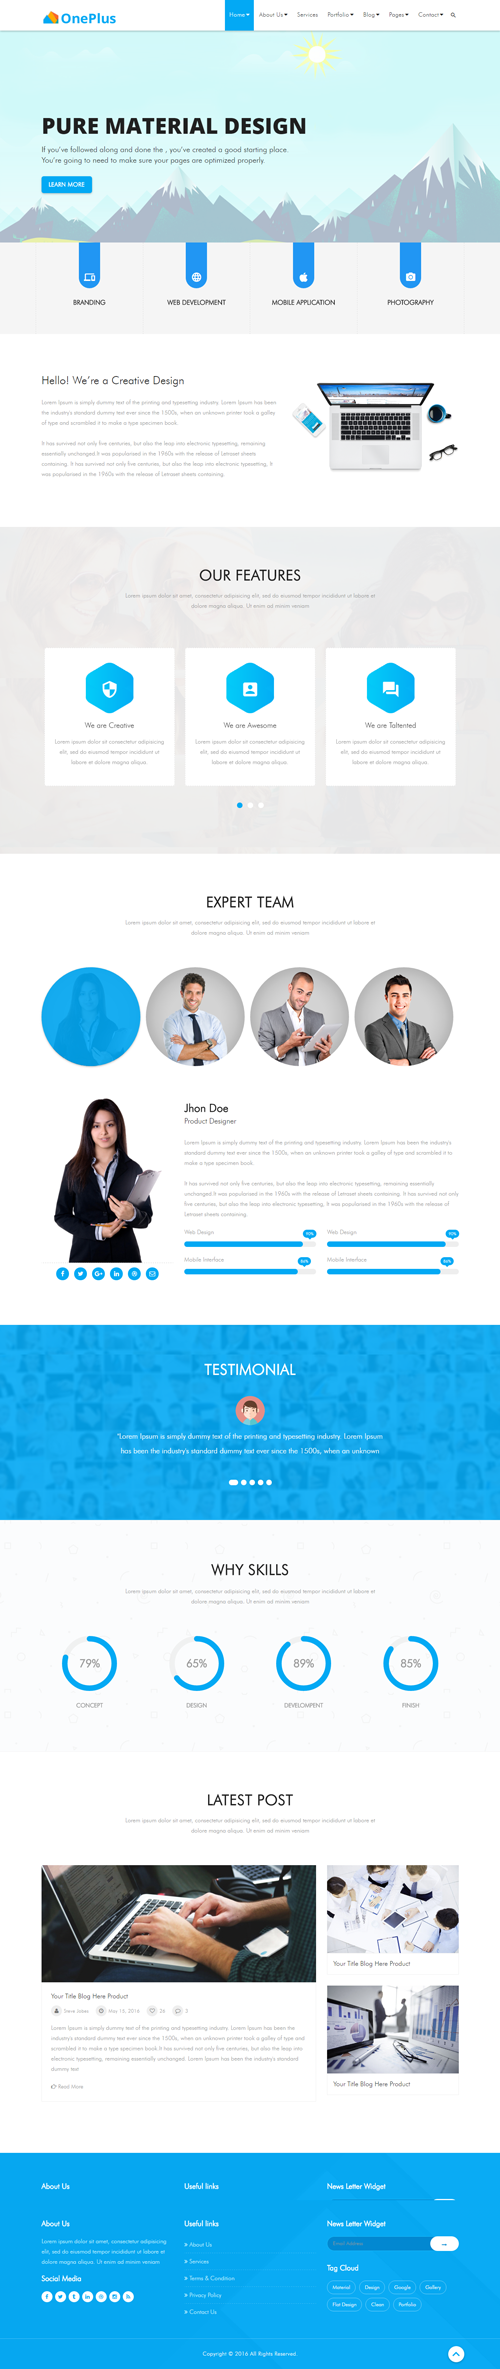 OnePlus
Home About Us Services Portfolio Blog Pages Contact
PURE MATERIAL DESIGN
If you've followed along and done the , you've created a good starting place.
You're going to need to make sure your pages are optimized properly.
LEARN MORE
BRANDING WEB DEVELOPMENT MOBILE APPLICATION PHOTOGRAPHY
Hello! We're a Creative Design
Lorem Ipsum is simply dummy text of the printing and typesetting industry. Lorem Ipsum has been
the industry's standard dummy text ever since the 1500s, when an unknown printer took a galley
of type and scrambled it to make a type specimen book.
It has survived not only five centuries, but also the leap into electronic typesetting, remaining
essentially unchanged.It was popularised in the 1960s with the release of Letraset sheets
containing. It has survived not only five centuries, but also the leap into electronic typesetting, It
was popularised in the 1960s with the release of Letraset sheets containing.
OUR FEATURES
Lorem ipsum dolor sit amet, consectetur adipisicing elit, sed do eiusmod tempor incididunt ut labore et
dolore magna aliqua. Ut enim ad minim veniam
We are Creative
Lorem ipsum dolor sit consectetur adipisicing
elit, sed do eiusmod tempor incididunt ut
labore et dolore magna aliqua.
We are Awesome
Lorem ipsum dolor sit consectetur adipisicing
elit, sed do eiusmod tempor incididunt ut
labore et dolore magna aliqua.
We are Taltented
Lorem ipsum dolor sit consectetur adipisicing
elit, sed do eiusmod tempor incididunt ut
labore et dolore magna aliqua.
EXPERT TEAM
Lorem ipsum dolor sit amet, consectetur adipisicing elit, sed do eiusmod tempor incididunt ut labore et
dolore magna aliqua. Ut enim ad minim veniam
Jhon Doe
Product Designer
Lorem Ipsum is simply dummy text of the printing and typesetting industry. Lorem Ipsum has been the industry's
standard dummy text ever since the 1500s, when an unknown printer took a galley of type and scrambled it to
make a type specimen book.
It has survived not only five centuries, but also the leap into electronic typesetting, remaining essentially
unchanged.It was popularised in the 1960s with the release of Letraset sheets containing. It has survived not only
five centuries, but also the leap into electronic typesetting, It was popularised in the 1960s with the release of
Letraset sheets containing.
Web Design 90% Web Design 90%
Mobile Interface 86% Mobile Interface 86%
TESTIMONIAL
"Lorem Ipsum is simply dummy text of the printing and typesetting industry. Lorem Ipsum
has been the industry's standard dummy text ever since the 1500s, when an unknown
WHY SKILLS
Lorem ipsum dolor sit amet, consectetur adipisicing elit, sed do eiusmod tempor incididunt ut labore et
dolore magna aliqua. Ut enim ad minim veniam
79% 65% 89% 85%
CONCEPT DESIGN DEVELOMPENT FINISH
LATEST POST
Lorem ipsum dolor sit amet, consectetur adipisicing elit, sed do eiusmod tempor incididunt ut labore et
dolore magna aliqua. Ut enim ad minim veniam
Your Title Blog Here Product
Steve Jobes May 15, 2016 26 3
Lorem Ipsum is simply dummy text of the printing and typesetting industry. Lorem Ipsum has been the
industry's standard dummy text ever since the 1500s, when an unknown printer took a galley of type and
scrambled it to make a type specimen book.It has survived not only five centuries, but also the leap into
electronic typesetting, remaining essentially unchanged. Lorem Ipsum has been the industry's standard
dummy text
Read More
Your Title Blog Here Product
Your Title Blog Here Product
About Us Useful links News Letter Widget
About Us
Lorem ipsum dolor sit amet, consectetur adipisicing
elit, sed do eiusmod tempor incididunt ut labore et
dolore magna aliqua. Ut enim ad minim veniam
Social Media
Useful links
» About Us
» Services
» Terms & Condition
» Privacy Policy
» Contact Us
News Letter Widget
Email Address
Tag Cloud
Material Design Google Gallery
Flat Design Clean Portfolio
Copyright © 2016 All Rights Reserved.